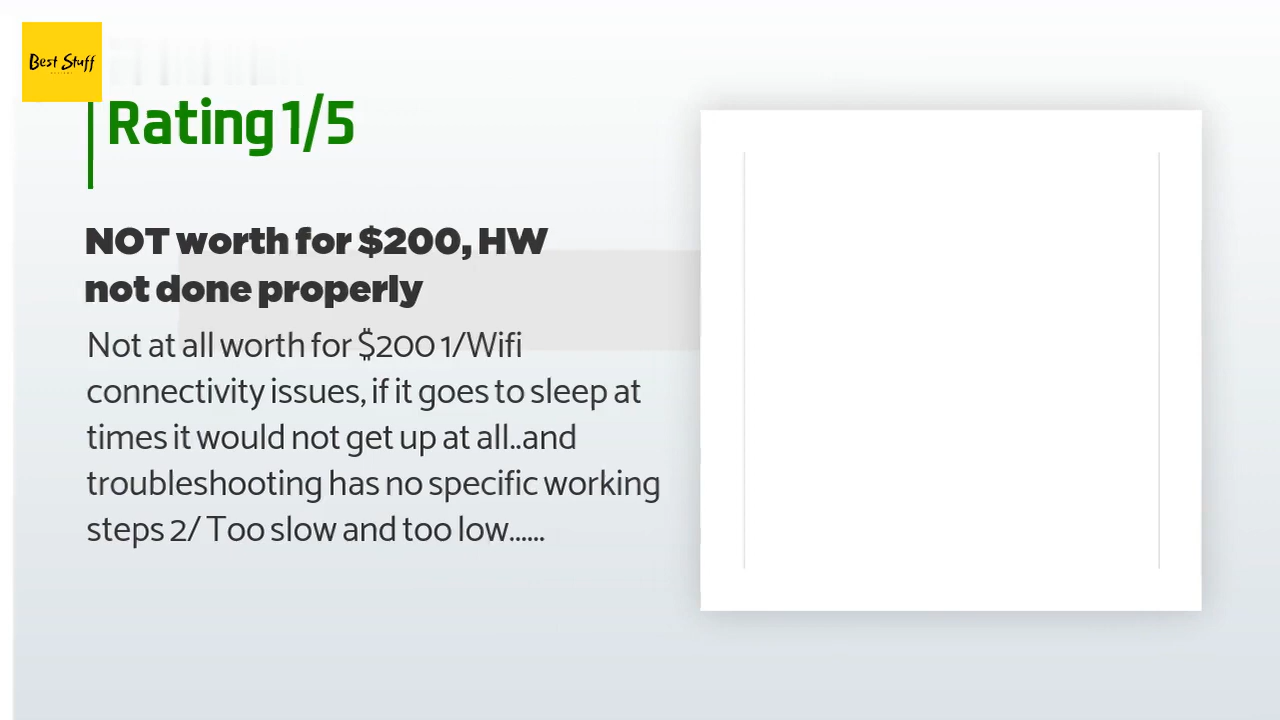 Best Stuff
Rating 1/5
NOT worth for $200, HW
not done properly
Not at all worth for $200 1/Wifi
connectivity issues, if it goes to sleep at
times it would not get up at all..and
troubleshooting has no specific working
steps 2/ Too slow and too low......